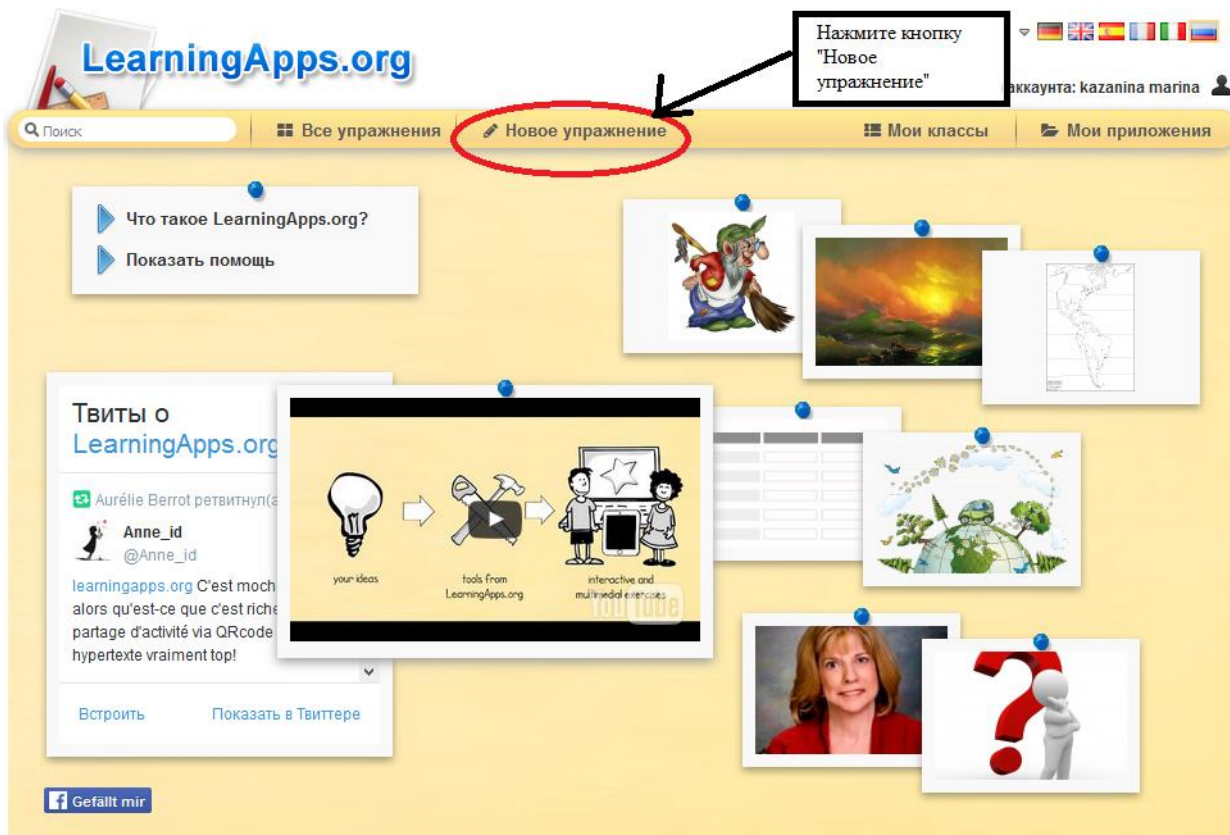 LearningApps.org
Нажмите кнопку
"Новое
упражнение"
аккаунта: kazanina marina
Поиск
Все упражнения
Новое упражнение
Мои классы
Мои приложения
Что такое LearningApps.org?
Показать помощь
Твиты о
LearningApps.org
Aurélie Berrot ретвитнул(а
Anne_id
@Anne_id
learningapps.org C'est moch
alors qu'est-ce que c'est riche
partage d'activité via QRcode
hypertexte vraiment top!
Встроить
Показать в Твиттере
your ideas
tools from
LearningApps.org
interactive and
multimedial exercises
YouTube
Gefällt mir